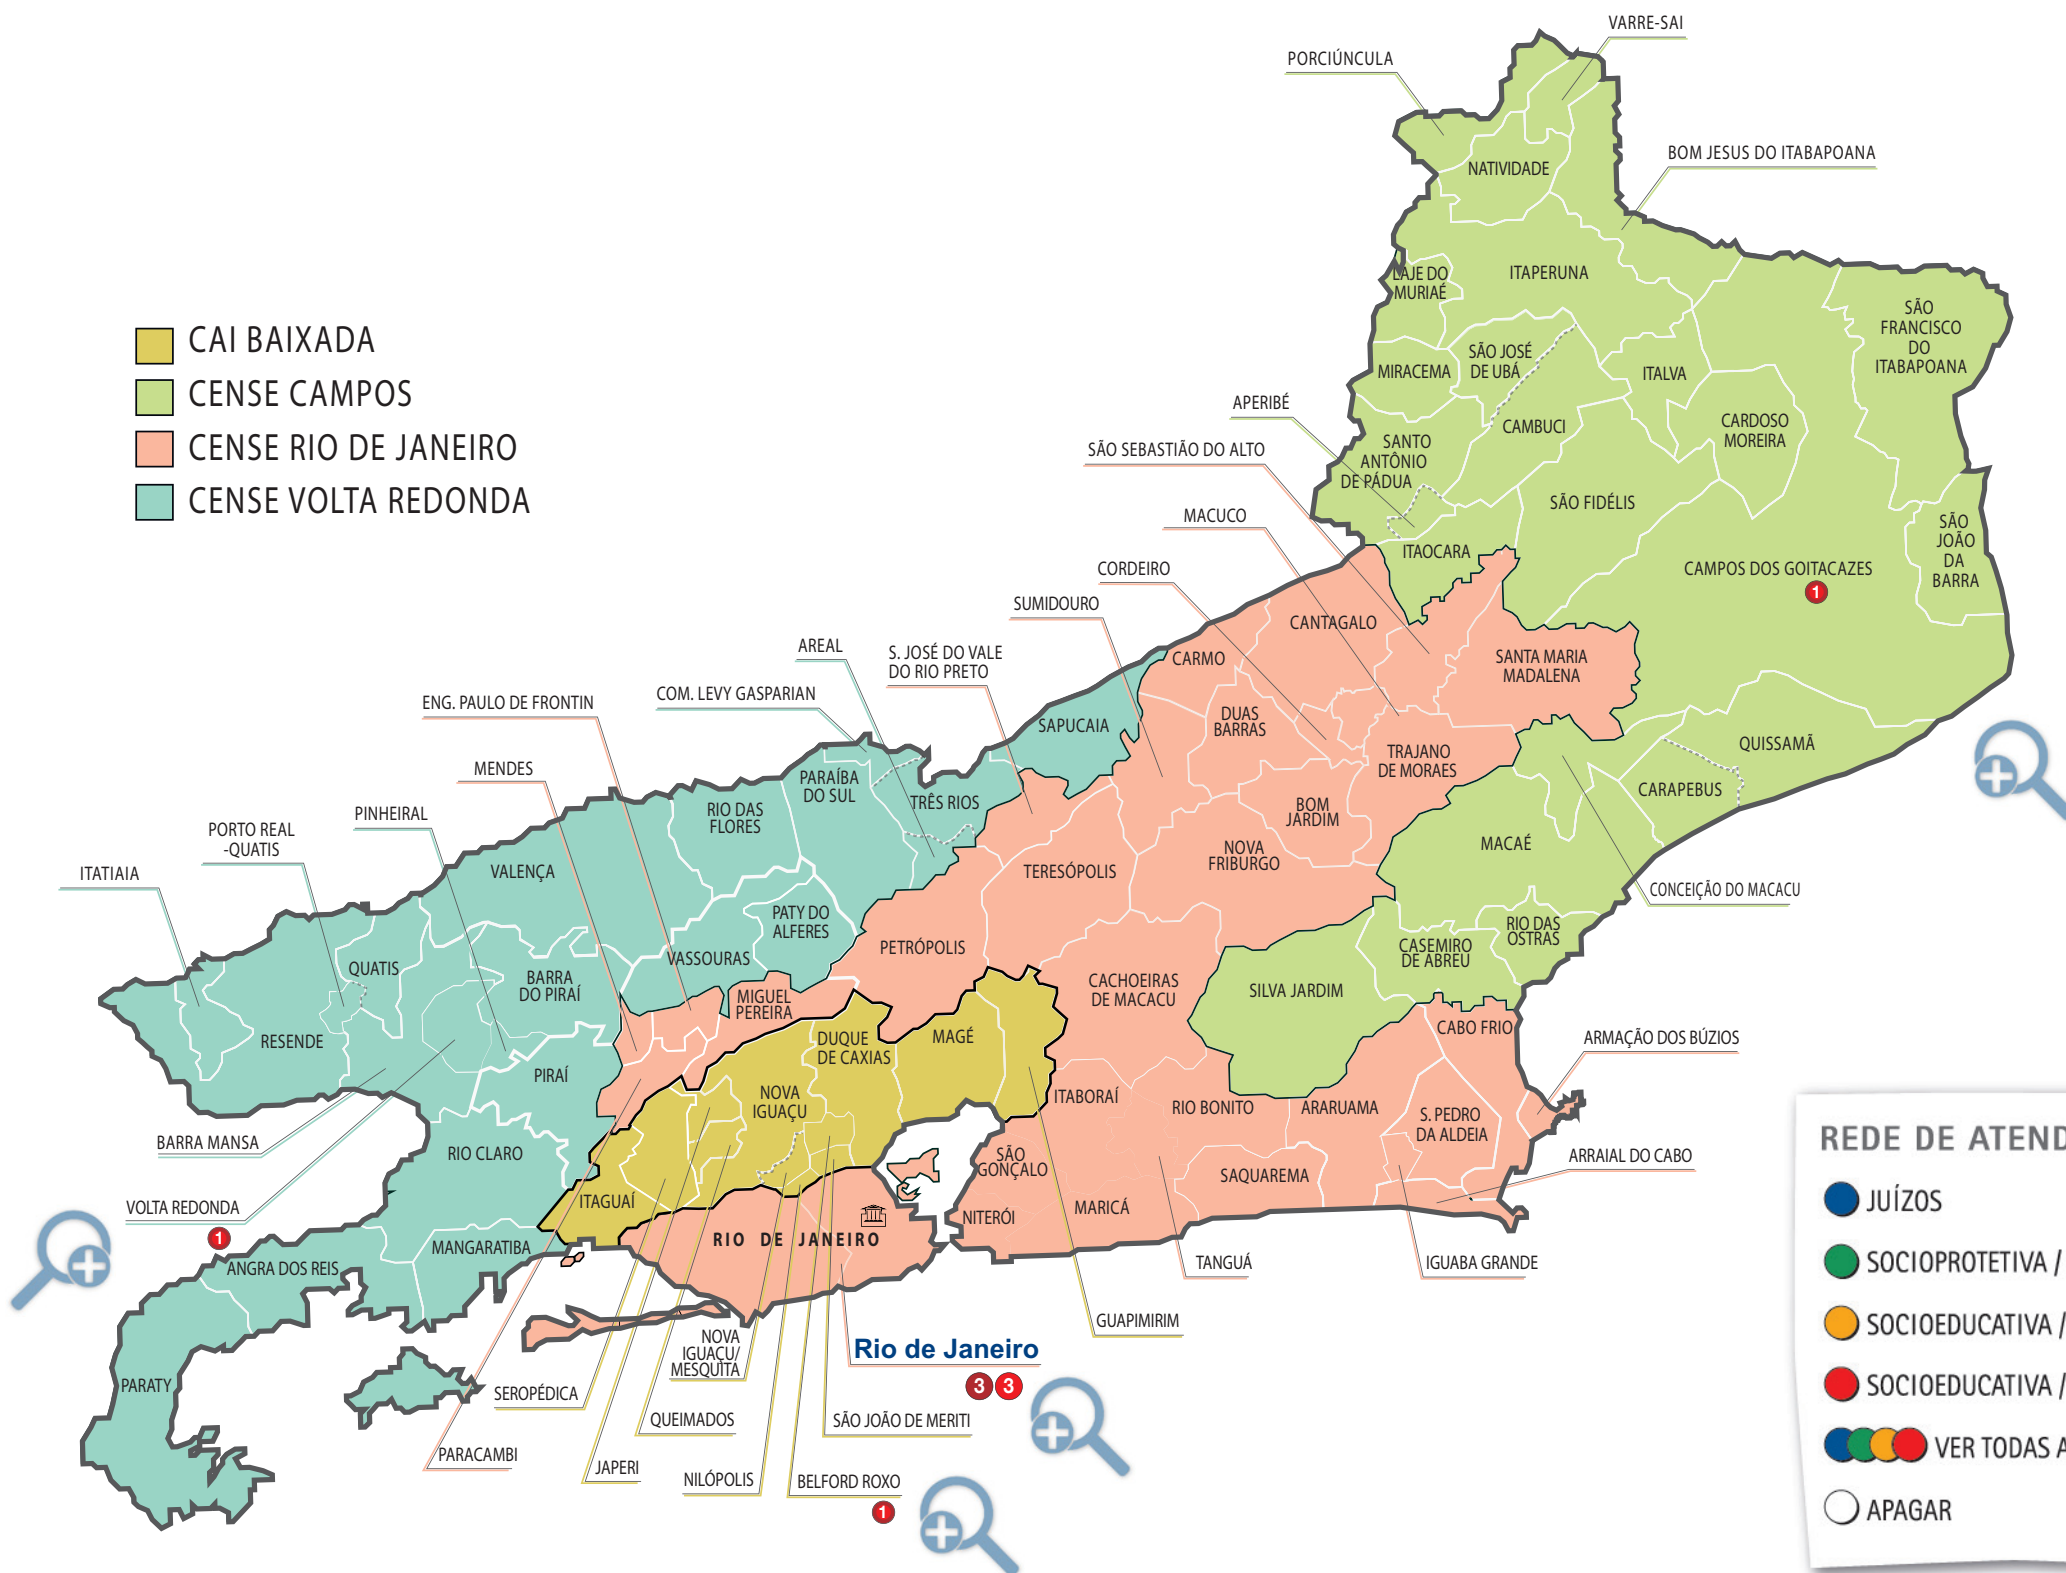 VARRE-SAI
PORCIÚNCULA
BOM JESUS DO ITABAPOANA
NATIVIDADE
ITAPERUNA
LAJE DO
MURIAÉ
SÃO
FRANCISCO
DO
ITABAPOANA
CAI BAIXADA
CENSE CAMPOS
CENSE RIO DE JANEIRO
CENSE VOLTA REDONDA
SÃO JOSÉ
DE UBÁ
MIRACEMA
ITALVA
APERIBÉ
CAMBUCI
CARDOSO
MOREIRA
SÃO SEBASTIÃO DO ALTO
SANTO
ANTÔNIO
DE PÁDUA
SÃO FIDÉLIS
MACUCO
SÃO
JOÃO
DA
BARRA
ITAOCARA
CORDEIRO
CAMPOS DOS GOITACAZES
1
SUMIDOURO
CANTAGALO
AREAL
S. JOSÉ DO VALE
DO RIO PRETO
CARMO
SANTA MARIA
MADALENA
COM. LEVY GASPARIAN
ENG. PAULO DE FRONTIN
SAPUCAIA
DUAS
BARRAS
QUISSAMÃ
TRAJANO
DE MORAES
MENDES
PARAÍBA
DO SUL
CARAPEBUS
TRÊS RIOS
RIO DAS
FLORES
BOM
JARDIM
PINHEIRAL
PORTO REAL
-QUATIS
MACAÉ
NOVA
FRIBURGO
ITATIAIA
VALENÇA
TERESÓPOLIS
CONCEIÇÃO DO MACACU
PATY DO
ALFERES
RIO DAS
OSTRAS
PETRÓPOLIS
CASEMIRO
DE ABREU
VASSOURAS
QUATIS
BARRA
DO PIRAÍ
CACHOEIRAS
DE MACACU
SILVA JARDIM
MIGUEL
PEREIRA
RESENDE
DUQUE
DE CAXIAS
MAGÉ
CABO FRIO
ARMAÇÃO DOS BÚZIOS
PIRAÍ
NOVA
IGUAÇU
ITABORAÍ
RIO BONITO
ARARUAMA
S. PEDRO
DA ALDEIA
BARRA MANSA
RIO CLARO
SÃO
GONÇALO
SAQUAREMA
ARRAIAL DO CABO
ITAGUAÍ
VOLTA REDONDA
1
MARICÁ
NITERÓI
RIO DE JANEIRO
MANGARATIBA
ANGRA DOS REIS
TANGUÁ
IGUABA GRANDE
GUAPIMIRIM
NOVA
IGUAÇU/
MESQUITA
Rio de Janeiro
3 3
PARATY
SEROPÉDICA
QUEIMADOS
SÃO JOÃO DE MERITI
PARACAMBI
JAPERI
NILÓPOLIS
BELFORD ROXO
1
REDE DE ATEND
JUÍZOS
SOCIOPROTETIVA /
SOCIOEDUCATIVA /
SOCIOEDUCATIVA /
VER TODAS A
APAGAR